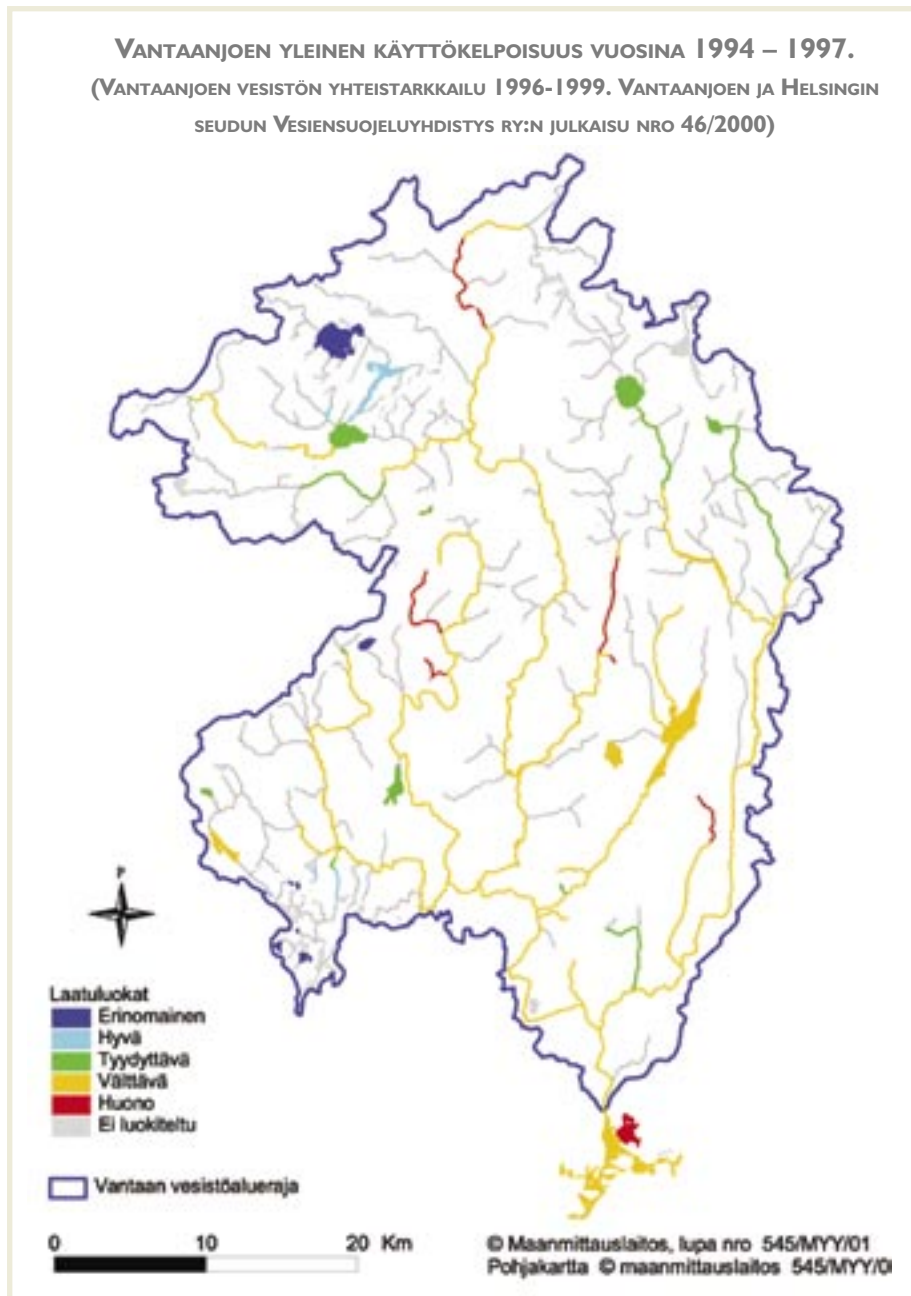 VANTAANJOEN YLEINEN KÄYTTÖKELPOISUUS VUOSINA 1994 – 1997.
(VANTAANJOEN VESISTÖN YHTEISTARKKAILU 1996-1999. VANTAANJOEN JA HELSINGIN
SEUDUN VESIENSUOJELUYHDISTYS RY:N JULKAISU NRO 46/2000)
P
Laatuluokat
Erinomainen
Hyvä
Tyydyttävä
Välttävä
Huono
Ei luokiteltu
Vantaan vesistöalueraja
0 10 20 Km
© Maanmittauslaitos, lupa nro 545/MYY/01
Pohjakartta © maanmittauslaitos 545/MYY/0